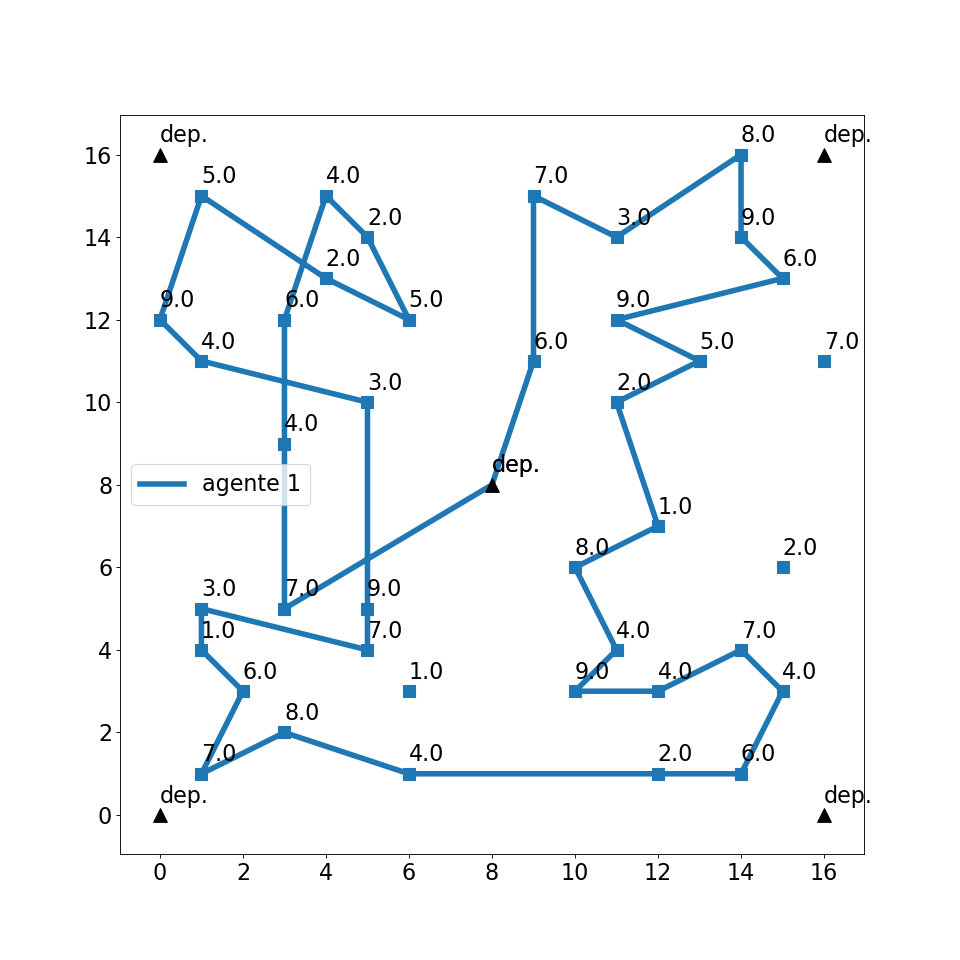 dep. 8.0 dep.
16
5.0 4.0 7.0
2.0 3.0 9.0
14
2.0 6.0
9.0 6.0 5.0 9.0
12
4.0 6.0 5.0 7.0
3.0 2.0
10
4.0
dep.
8
agente 1
1.0
8.0 2.0
6
3.0 7.0 9.0
1.0 7.0 4.0 7.0
4
6.0 1.0 9.0 4.0 4.0
8.0
2
7.0 4.0 2.0 6.0
dep. dep.
0
0 2 4 6 8 10 12 14 16